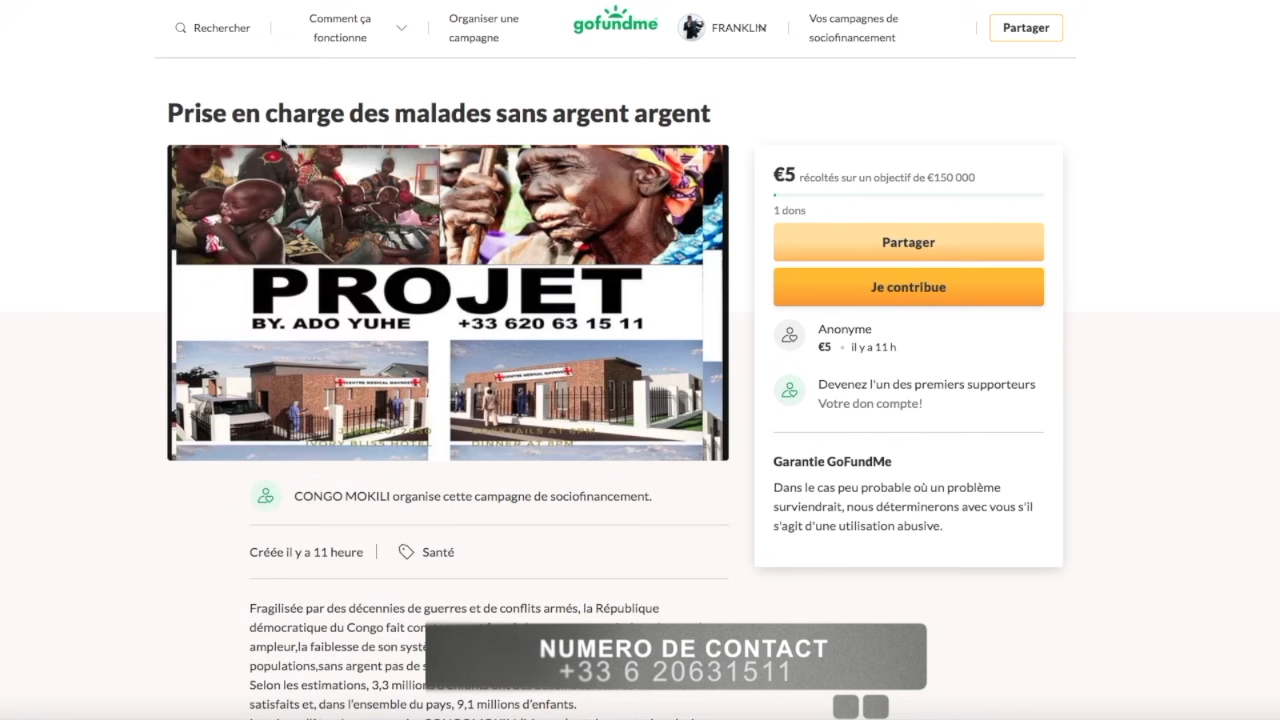 Rechercher
Comment ça
fonctionne
Organiser une
campagne
gofundme
FRANKLIN
Vos campagnes de
sociofinancement
Partager
Prise en charge des malades sans argent argent
PROJET
BY. ADO YUHE +33 620 63 15 11
DINNER AT 8PM
€5 récoltés sur un objectif de €150 000
1 dons
Partager
Je contribue
Anonyme
€5 • il y a 11 h
Devenez l'un des premiers supporteurs
Votre don compte!
Garantie GoFundMe
Dans le cas peu probable où un problème
surviendrait, nous déterminerons avec vous s'il
s'agit d'une utilisation abusive.
CONGO MOKILI organise cette campagne de sociofinancement.
Créée il y a 11 heure
Santé
Fragilisée par des décennies de guerres et de conflits armés, la République
démocratique du Congo fait
ampleur,la faiblesse de son
populations,sans argent pas de
Selon les estimations, 3,3
satisfaits et, dans l'ensemble du pays, 9,1 millions d'enfants.
NUMERO DE CONTACT
+33 6 20631511